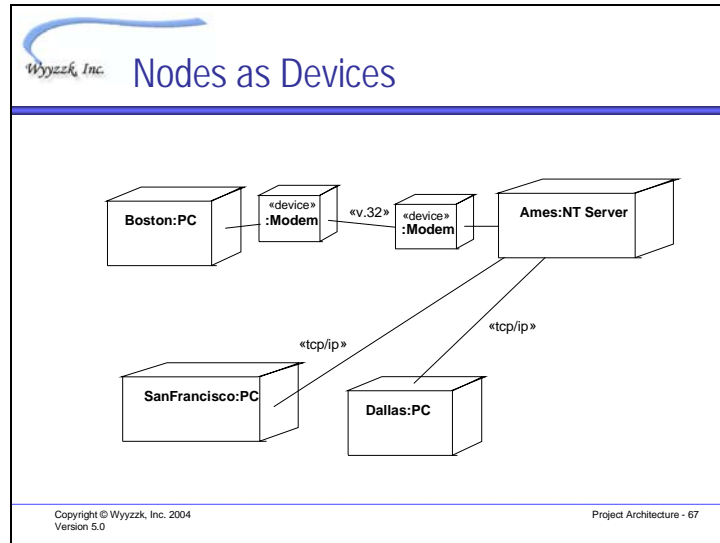 Wyyzzk, Inc.
Nodes as Devices
Boston:PC
«device»
:Modem
«v.32»
«device»
:Modem
Ames:NT Server
«tcp/ip»
«tcp/ip»
SanFrancisco:PC
Dallas:PC
Copyright © Wyyzzk, Inc. 2004
Version 5.0
Project Architecture - 67